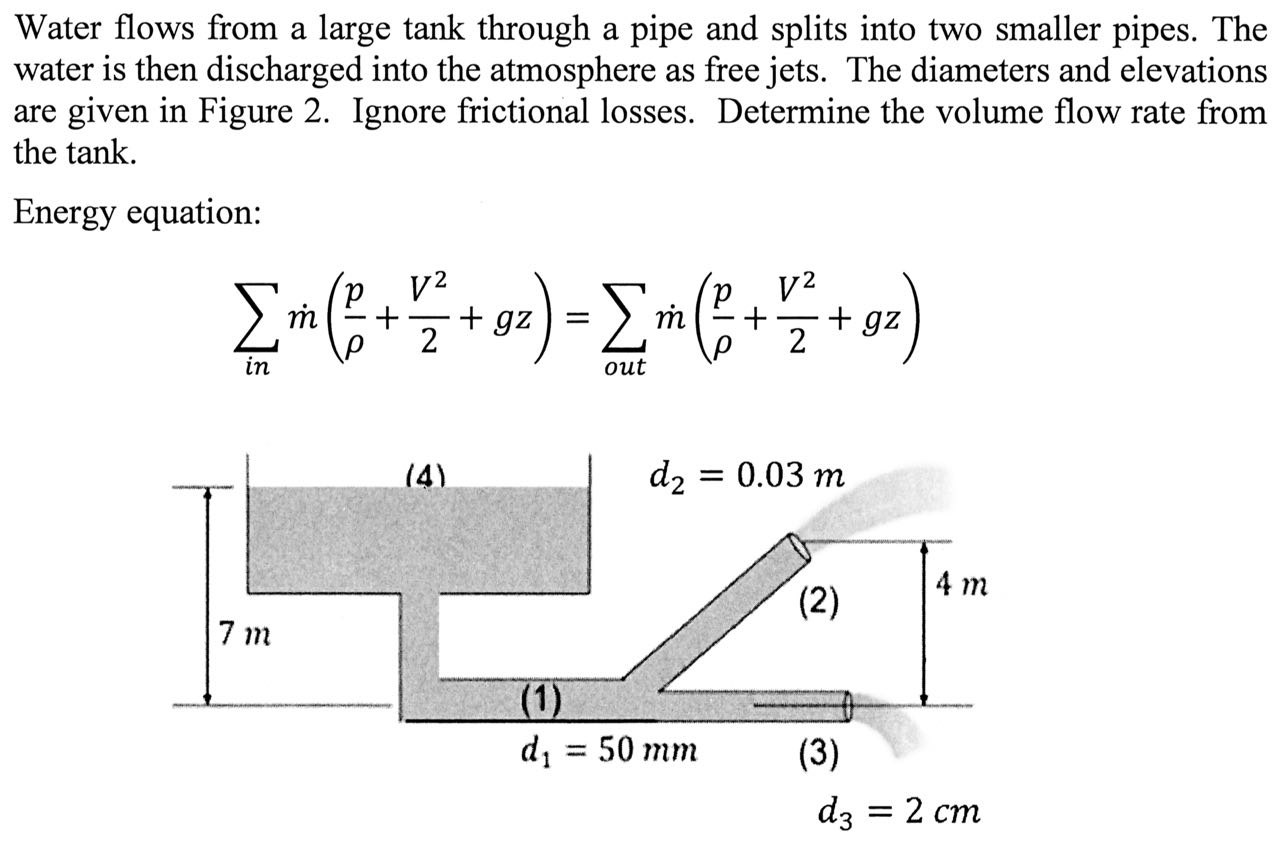 Water flows from a large tank through a pipe and splits into two smaller pipes. The
water is then discharged into the atmosphere as free jets. The diameters and elevations
are given in Figure 2. Ignore frictional losses. Determine the volume flow rate from
the tank.
Energy equation:
∑_in ṁ(p/ρ + V²/2 + gz) = ∑_out ṁ(p/ρ + V²/2 + gz)
(4)
d₂ = 0.03 m
4 m
(2)
7 m
(1)
d₁ = 50 mm
(3)
d₃ = 2 cm